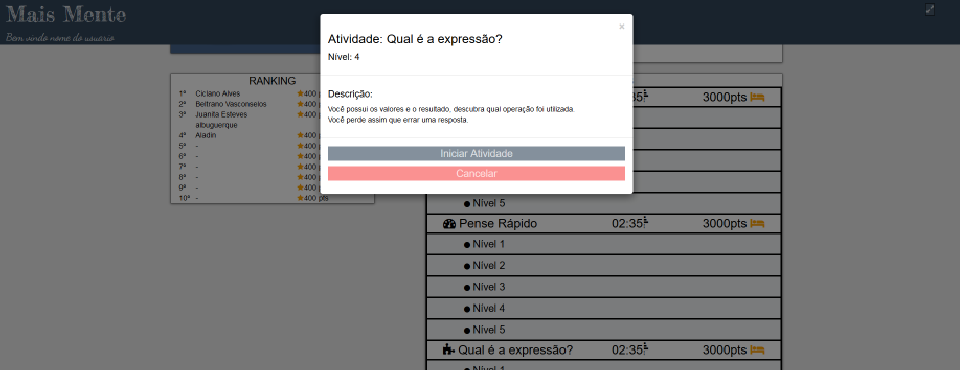 Mais Mente
Bem vindo nome do usuário
×
Atividade: Qual é a expressão?
Nível: 4
Descrição:
Você possui os valores e o resultado, descubra qual operação foi utilizada.
Você perde assim que errar uma resposta.
Iniciar Atividade
Cancelar
RANKING
1º Ciclano Alves 400
2º Beltrano Vasconselos 400
3º Juanita Esteves 400
albuquerque
4º Aladin 400
5º - 400
6º - 400
7º - 400
8º - 400
9º - 400
10º - 400 pts
3000pts
Nível 5
Pense Rápido 02:35 3000pts
Nível 1
Nível 2
Nível 3
Nível 4
Nível 5
Qual é a expressão? 02:35 3000pts
Nível 1